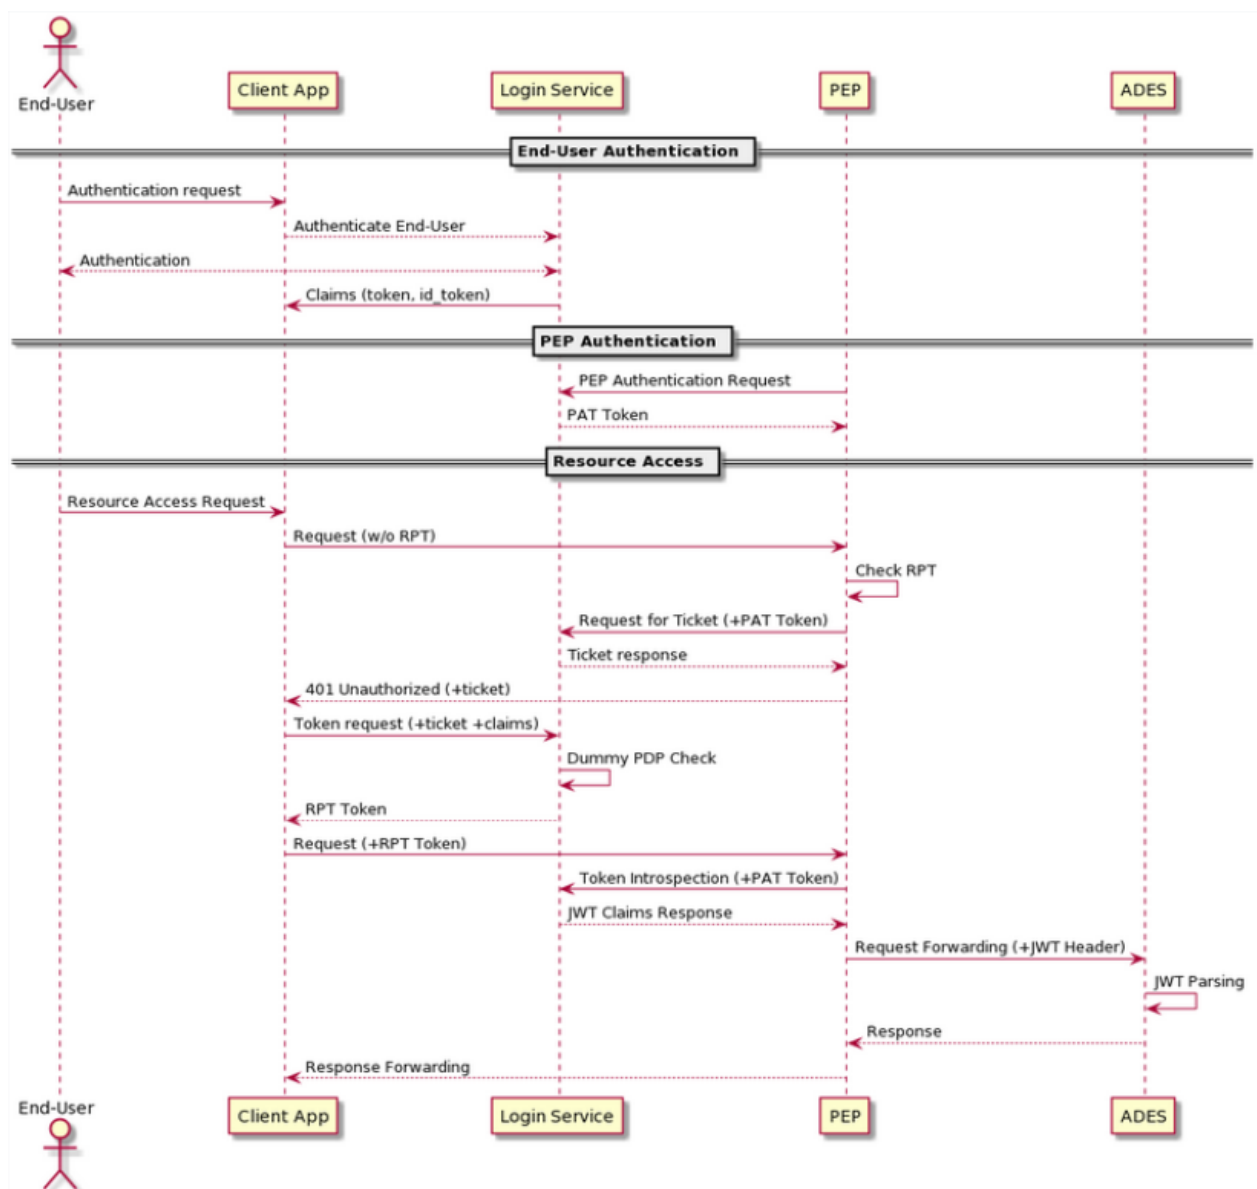 End-User
Client App
Login Service
PEP
ADES
End-User Authentication
Authentication request
Authenticate End-User
Authentication
Claims (token, id_token)
PEP Authentication
PEP Authentication Request
PAT Token
Resource Access
Resource Access Request
Request (w/o RPT)
Check RPT
Request for Ticket (+PAT Token)
Ticket response
401 Unauthorized (+ticket)
Token request (+ticket +claims)
Dummy PDP Check
RPT Token
Request (+RPT Token)
Token Introspection (+PAT Token)
JWT Claims Response
Request Forwarding (+JWT Header)
JWT Parsing
Response
Response Forwarding
End-User
Client App
Login Service
PEP
ADES